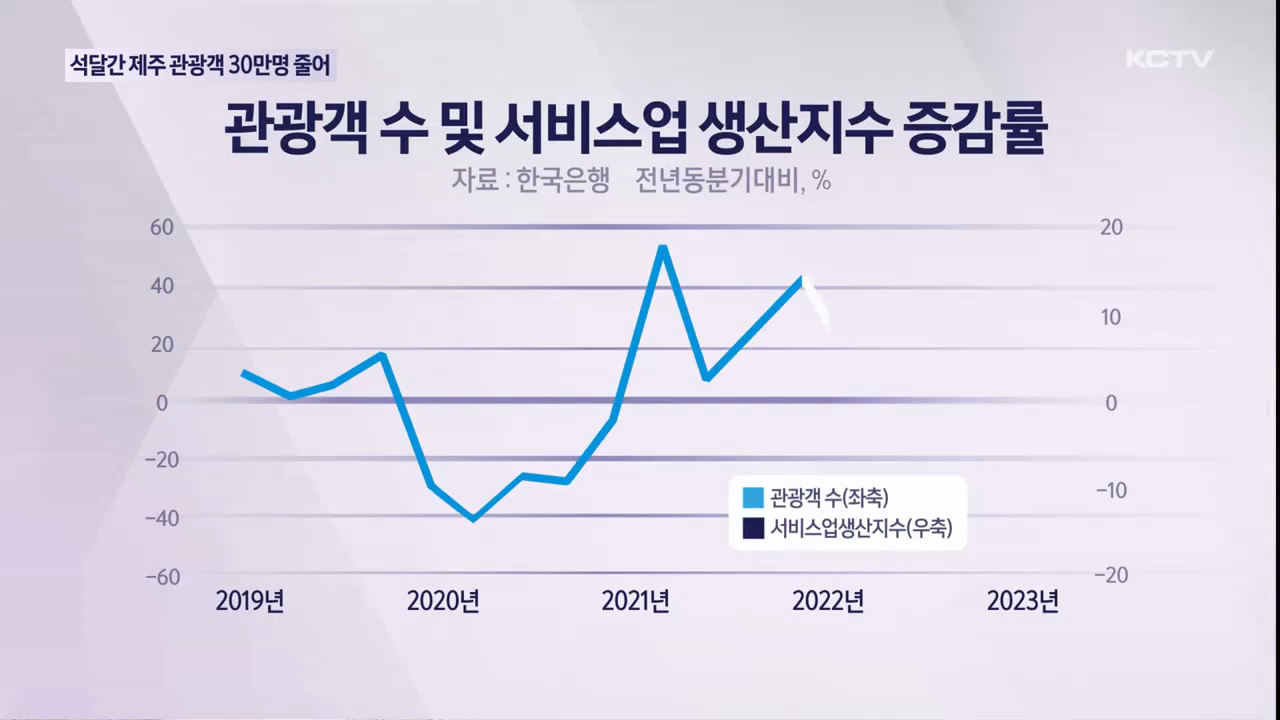 석달간 제주 관광객 30만명 줄어
KCTV
관광객 수 및 서비스업 생산지수 증감률
자료 : 한국은행 전년동분기대비, %
60
40
20
0
-20
-40
-60
20
10
0
-10
-20
관광객 수(좌축)
서비스업생산지수(우축)
2019년 2020년 2021년 2022년 2023년